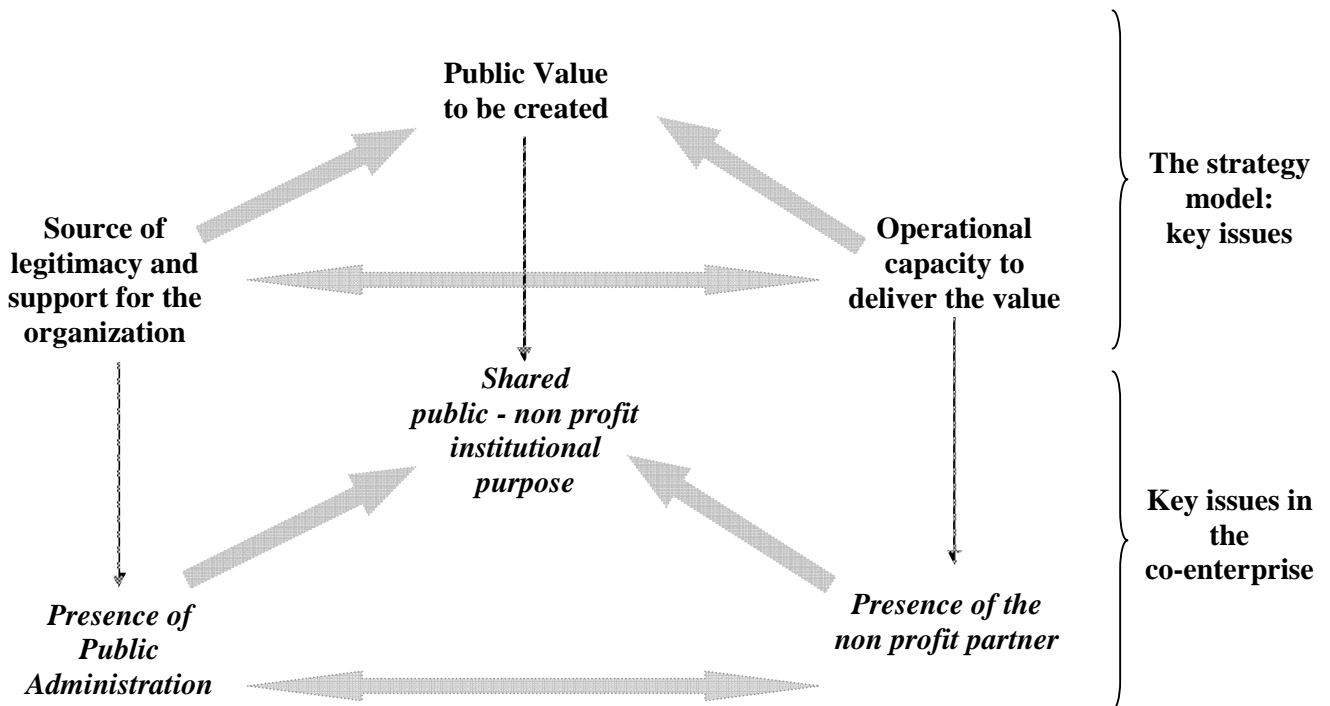 Public Value
to be created
Source of
legitimacy and
support for the
organization
Operational
capacity to
deliver the value
The strategy
model:
key issues
Shared
public - non profit
institutional
purpose
Presence of
Public
Administration
Presence of the
non profit partner
Key issues in
the
co-enterprise